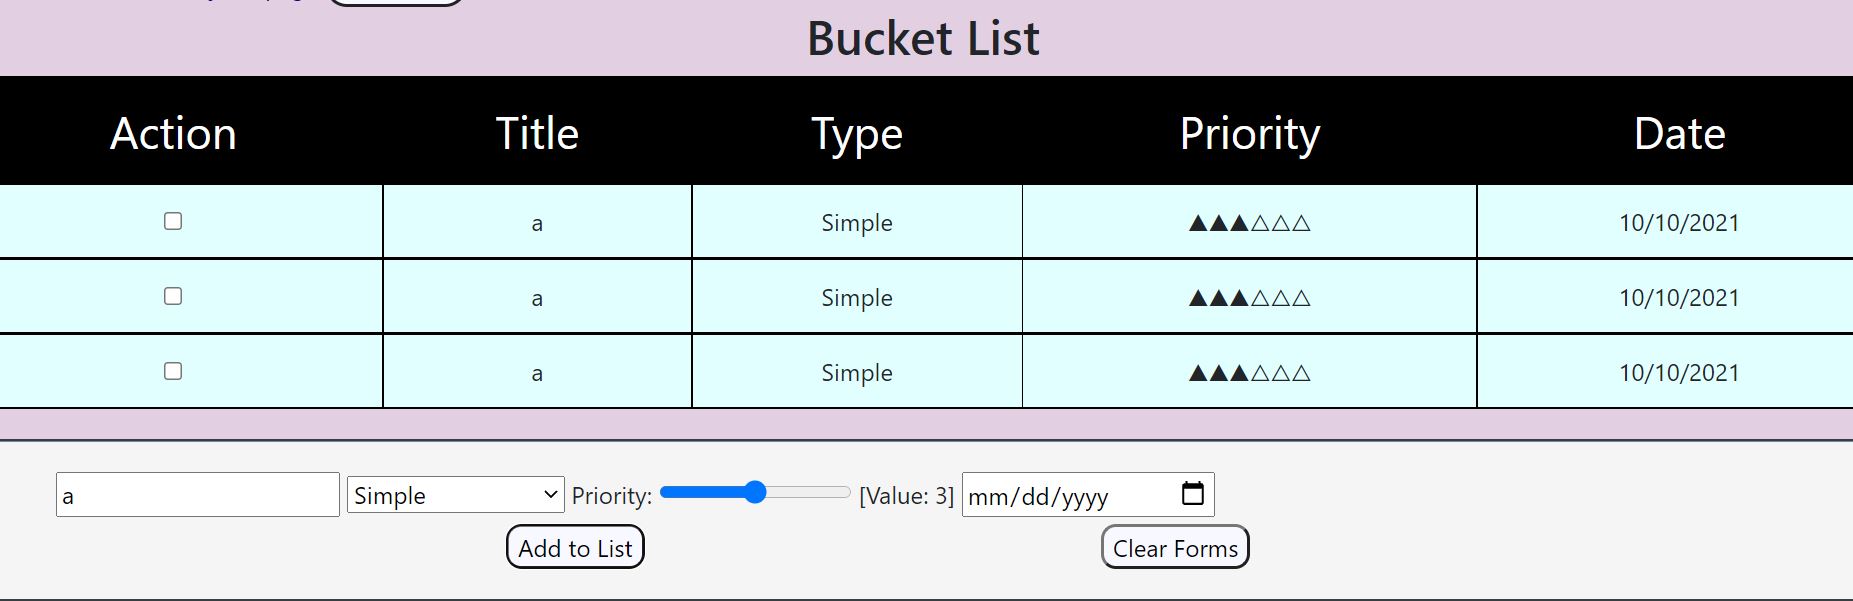 Bucket List
Action Title Type Priority Date
a Simple ▲▲▲△△△ 10/10/2021
a Simple ▲▲▲△△△ 10/10/2021
a Simple ▲▲▲△△△ 10/10/2021
a Simple Priority: [Value: 3] mm/dd/yyyy
Add to List Clear Forms